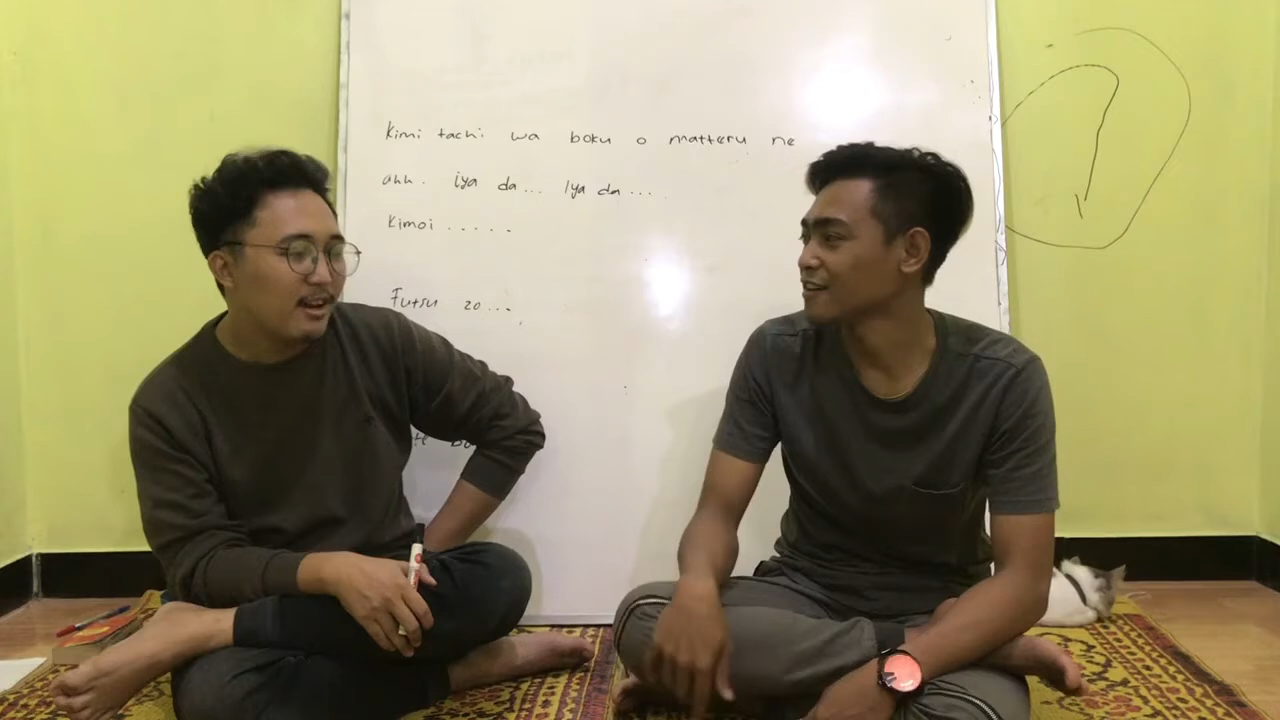 Kimi tachi wa boku o matteru ne
ahh. iya da... Iya da...
Kimoi .....
Futsu zo...